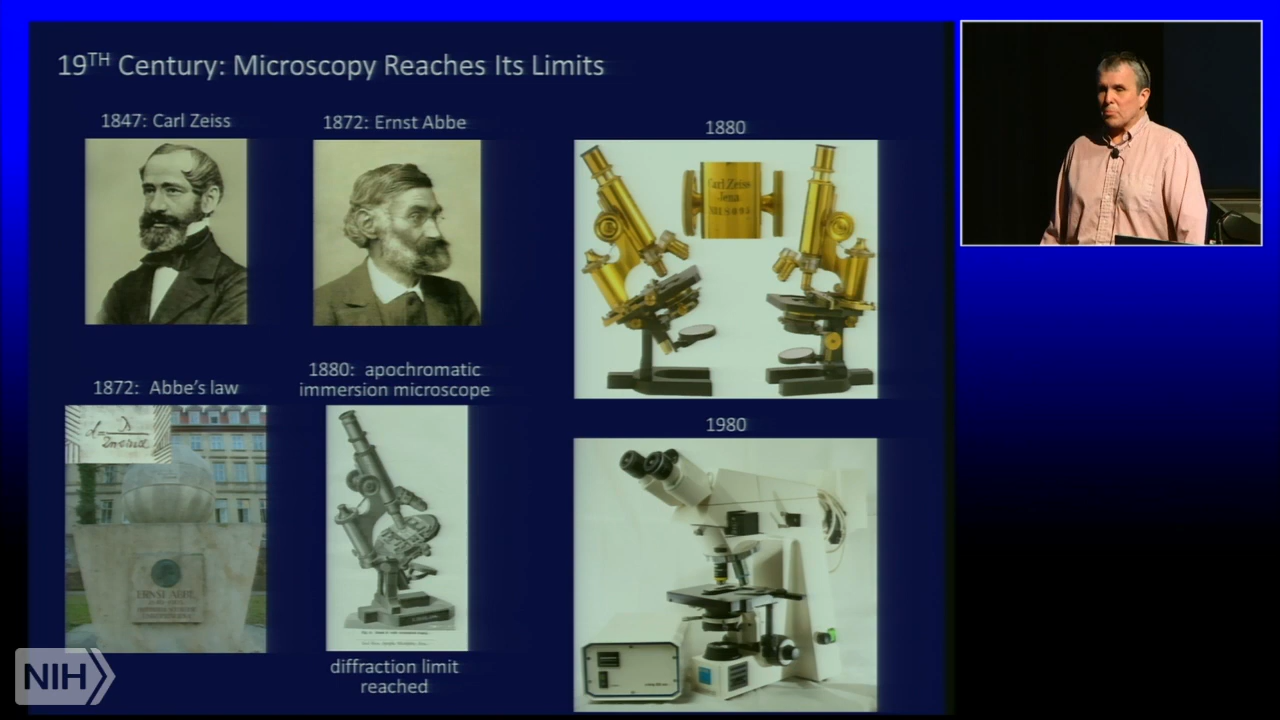 19TH Century: Microscopy Reaches Its Limits
1847: Carl Zeiss
1872: Ernst Abbe
1880
Carl Zeiss
Jena
1872: Abbe's law
1880: apochromatic
immersion microscope
1980
ERNST ABBE
diffraction limit
reached
NIH